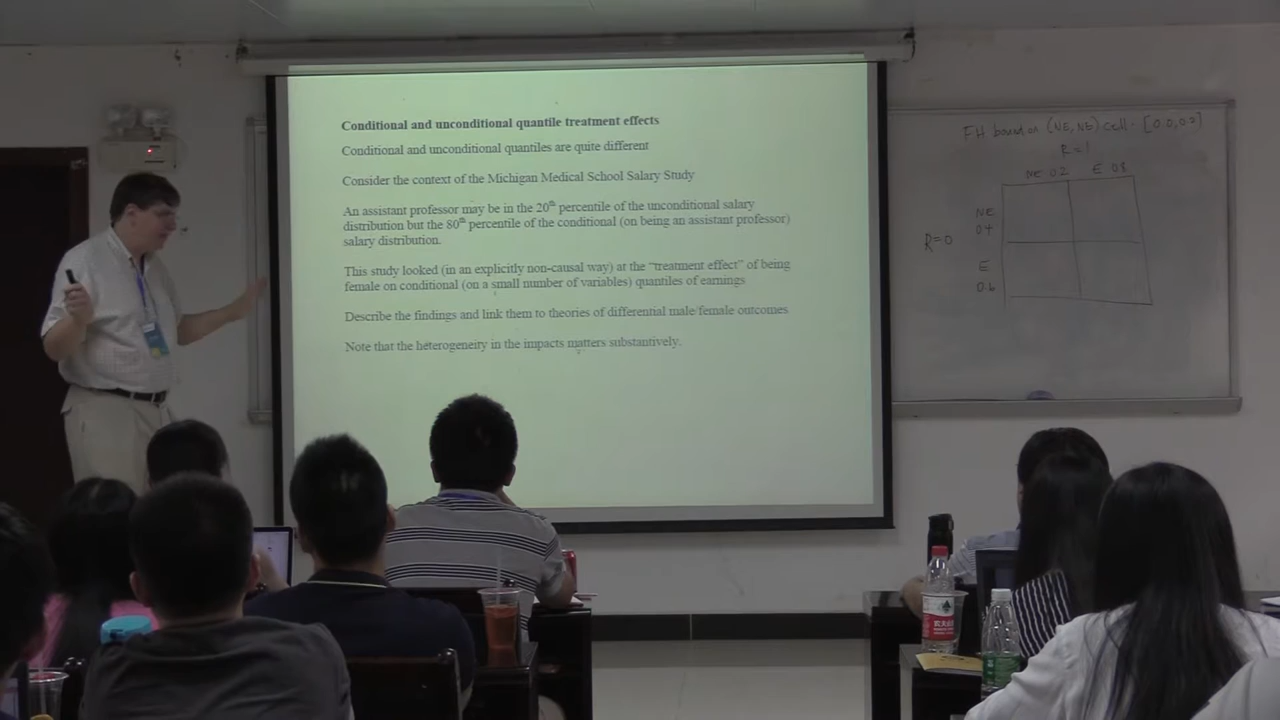 Conditional and unconditional quantile treatment effects
Conditional and unconditional quantiles are quite different
Consider the context of the Michigan Medical School Salary Study
An assistant professor may be in the 20th percentile of the unconditional salary
distribution but the 80th percentile of the conditional (on being an assistant professor)
salary distribution.
This study looked (in an explicitly non-causal way) at the “treatment effect” of being
female on conditional (on a small number of variables) quantiles of earnings
Describe the findings and link them to theories of differential male/female outcomes
Note that the heterogeneity in the impacts matters substantively.
FH bound on (NE, NE) cell - [0.0, 0.2]
R=1
NE 0.2 E 0.8
NE
0.4
R=0
E
0.6